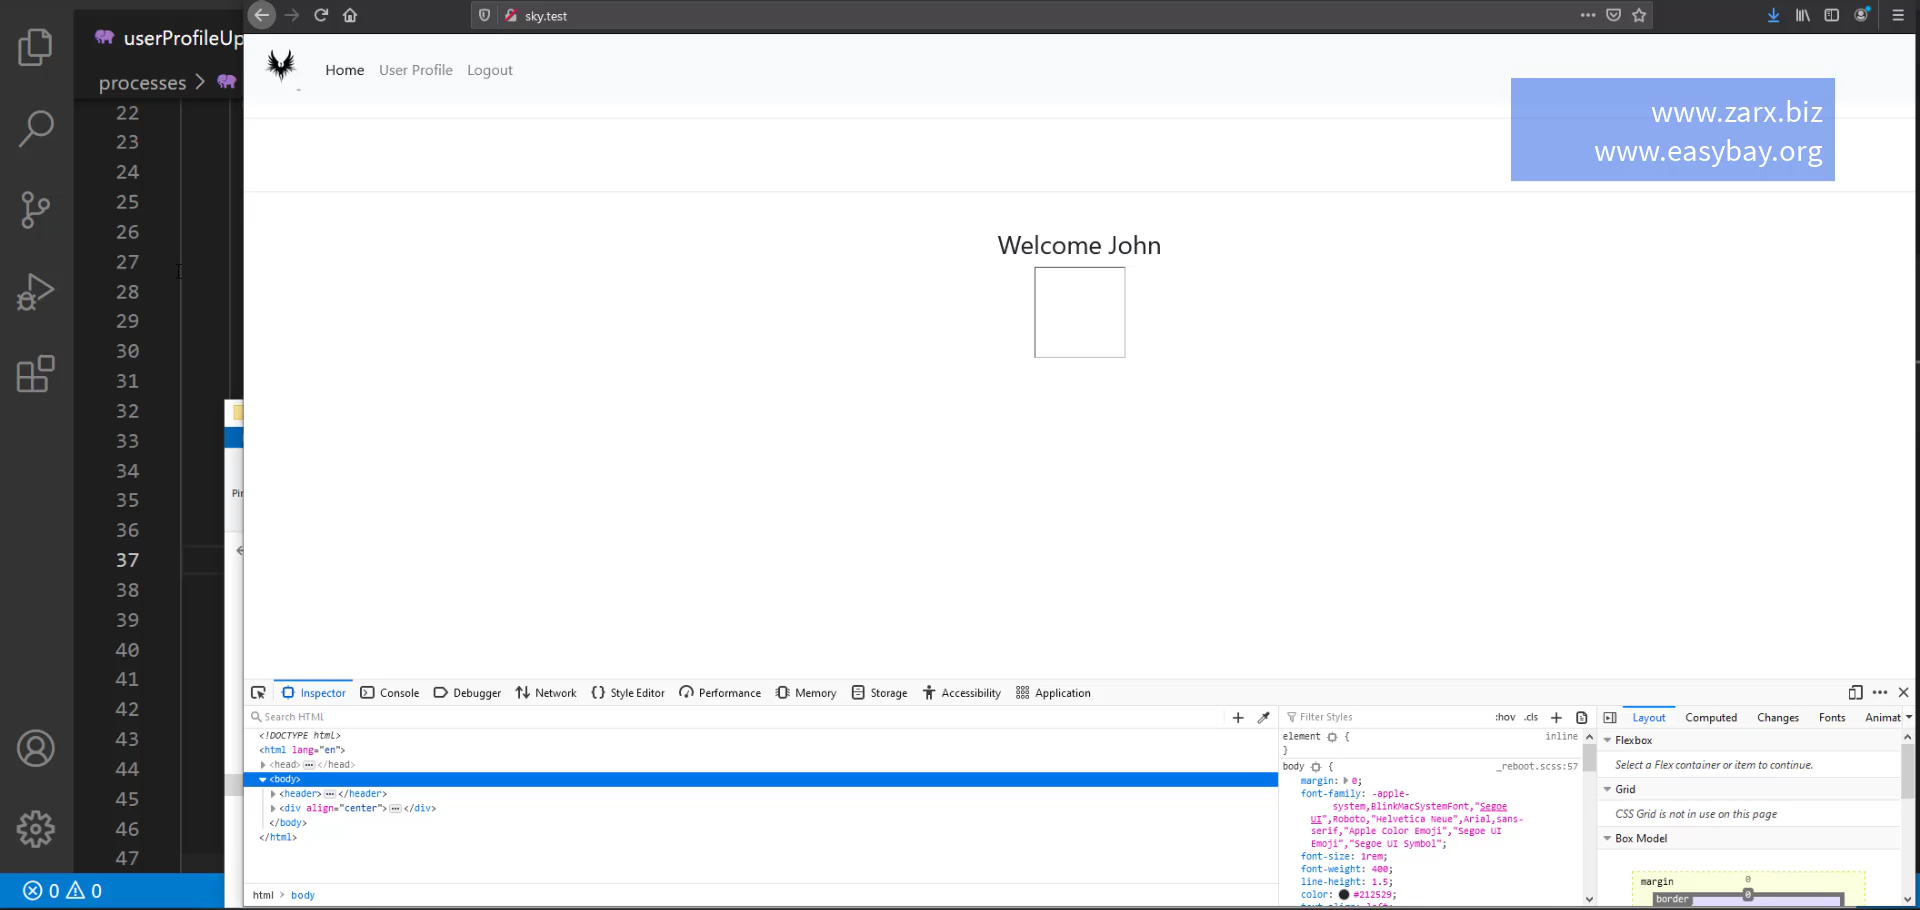 userProfileUp
processes >
22
23
24
25
26
27
28
29
30
31
32
33
34
35
36
37
38
39
40
41
42
43
44
45
46
47
0 0
sky.test
Home User Profile Logout
www.zarx.biz
www.easybay.org
Welcome John
Inspector Console Debugger Network Style Editor Performance Memory Storage Accessibility Application
Search HTML
<!DOCTYPE html>
<html lang="en">
<head> </head>
<body>
<header> </header>
<div align="center"> </div>
</body>
</html>
html > body
Filter Styles :hov .cls
element { inline
}
body { _reboot.scss:57
margin: 0;
font-family: -apple-
system,BlinkMacSystemFont,"Segoe
UI",Roboto,"Helvetica Neue",Arial,sans-
serif,"Apple Color Emoji","Segoe UI
Emoji","Segoe UI Symbol";
font-size: 1rem;
font-weight: 400;
line-height: 1.5;
color: #212529;
Layout Computed Changes Fonts Animat
Flexbox
Select a Flex container or item to continue.
Grid
CSS Grid is not in use on this page
Box Model
margin 0
border 0